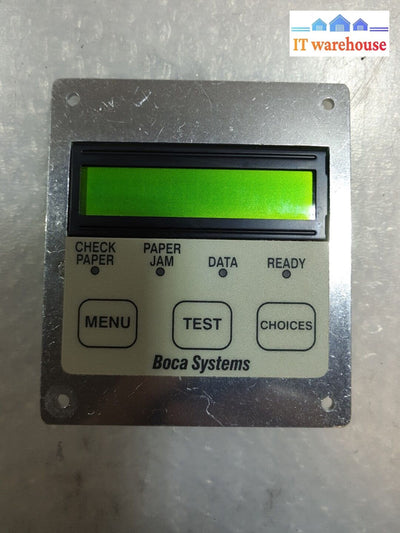 IT warehouse
CHECK PAPER
PAPER JAM
DATA
READY
MENU
TEST
CHOICES
Boca Systems